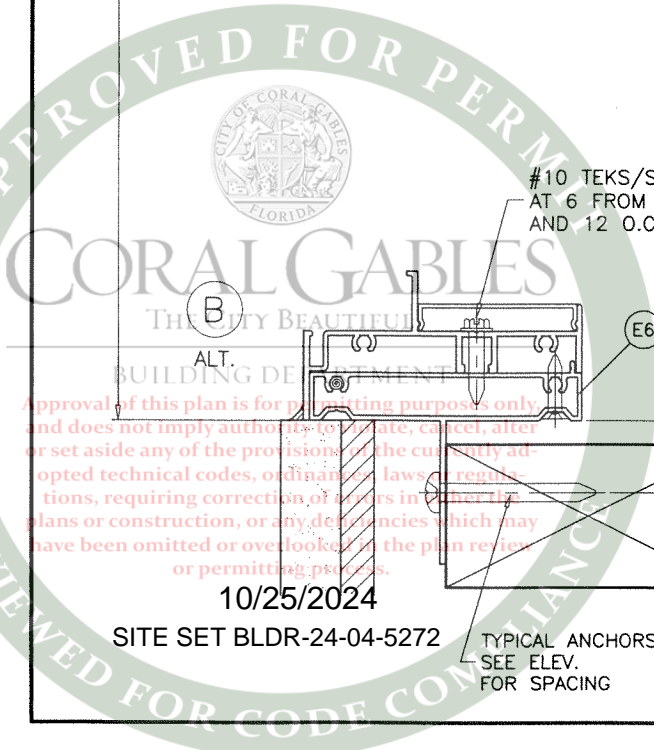 APPROVED FOR PERMIT
CITY OF CORAL GABLES
FLORIDA
#10 TEKS/S
AT 6 FROM
AND 12 O.C
CORAL GABLES
THE CITY BEAUTIFUL
B
ALT.
E6
BUILDING DEPARTMENT
Approval of this plan is for permitting purposes only
and does not imply authority to violate, cancel, alter
or set aside any of the provisions of the currently ad-
opted technical codes, ordinances, laws or regula-
tions, requiring correction of errors in either the
plans or construction, or any deficiencies which may
have been omitted or overlooked in the plan review
or permitting process.
10/25/2024
SITE SET BLDR-24-04-5272
TYPICAL ANCHORS
SEE ELEV.
FOR SPACING
REVIEWED FOR CODE COMPLIANCE